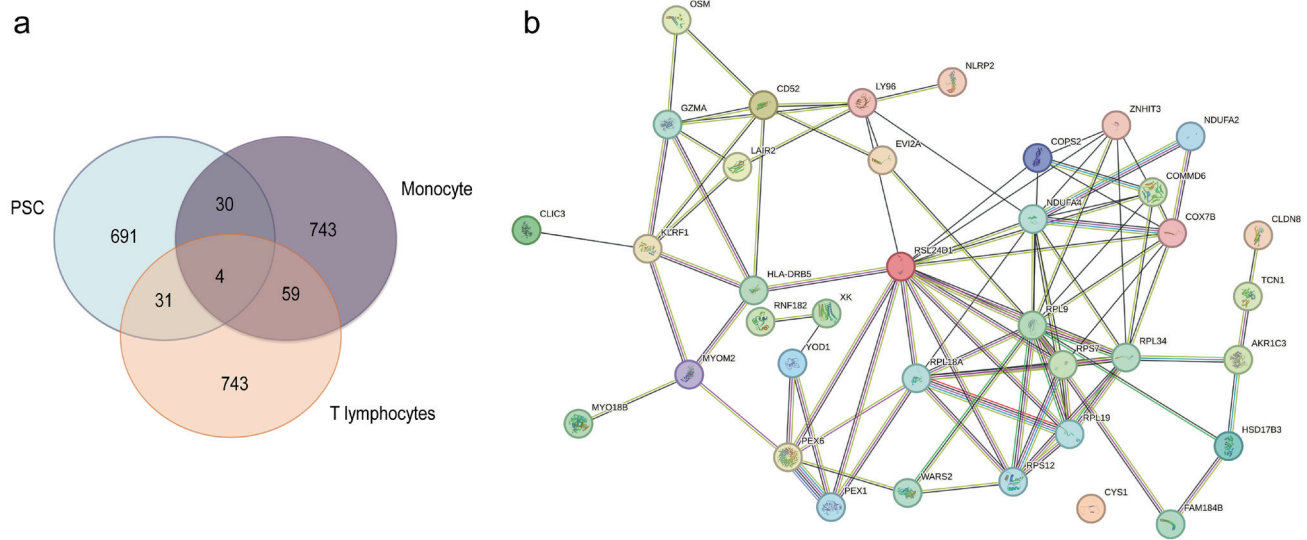 a
b
PSC
Monocyte
T lymphocytes
691
30
743
4
31
59
743
OSM
NLRP2
CD52
LY96
GZMA
ZNHIT3
NDUFA2
COPS2
LAIR2
EVI2A
COMMD6
NDUFA4
COX7B
CLIC3
KLRF1
CLDN8
RSL24D1
HLA-DRB5
TCN1
RNF182
XK
RPL9
YOD1
RPS7
RPL34
AKR1C3
MYOM2
RPL18A
MYO18B
RPL19
HSD17B3
PEX6
RPS12
WARS2
PEX1
CYS1
FAM184B